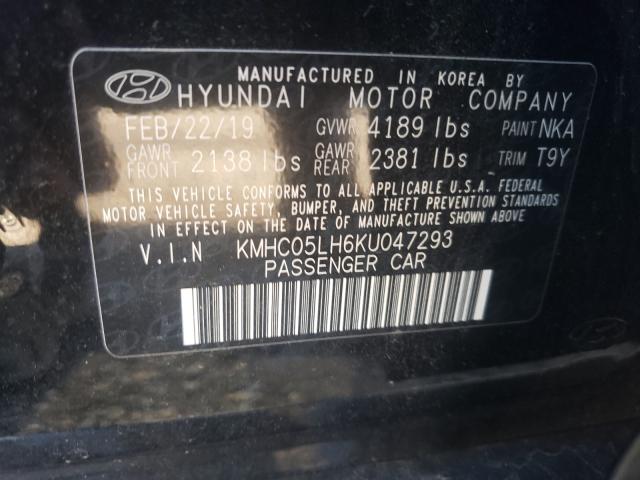 MANUFACTURED IN KOREA BY
HYUNDAI MOTOR COMPANY
FEB/22/19 GVWR 4189 lbs PAINT NKA
GAWR FRONT 2138 lbs GAWR REAR 2381 lbs TRIM T9Y
THIS VEHICLE CONFORMS TO ALL APPLICABLE U.S.A. FEDERAL
MOTOR VEHICLE SAFETY, BUMPER, AND THEFT PREVENTION STANDARDS
IN EFFECT ON THE DATE OF MANUFACTURE SHOWN ABOVE
V.I.N KMHC05LH6KU047293
PASSENGER CAR